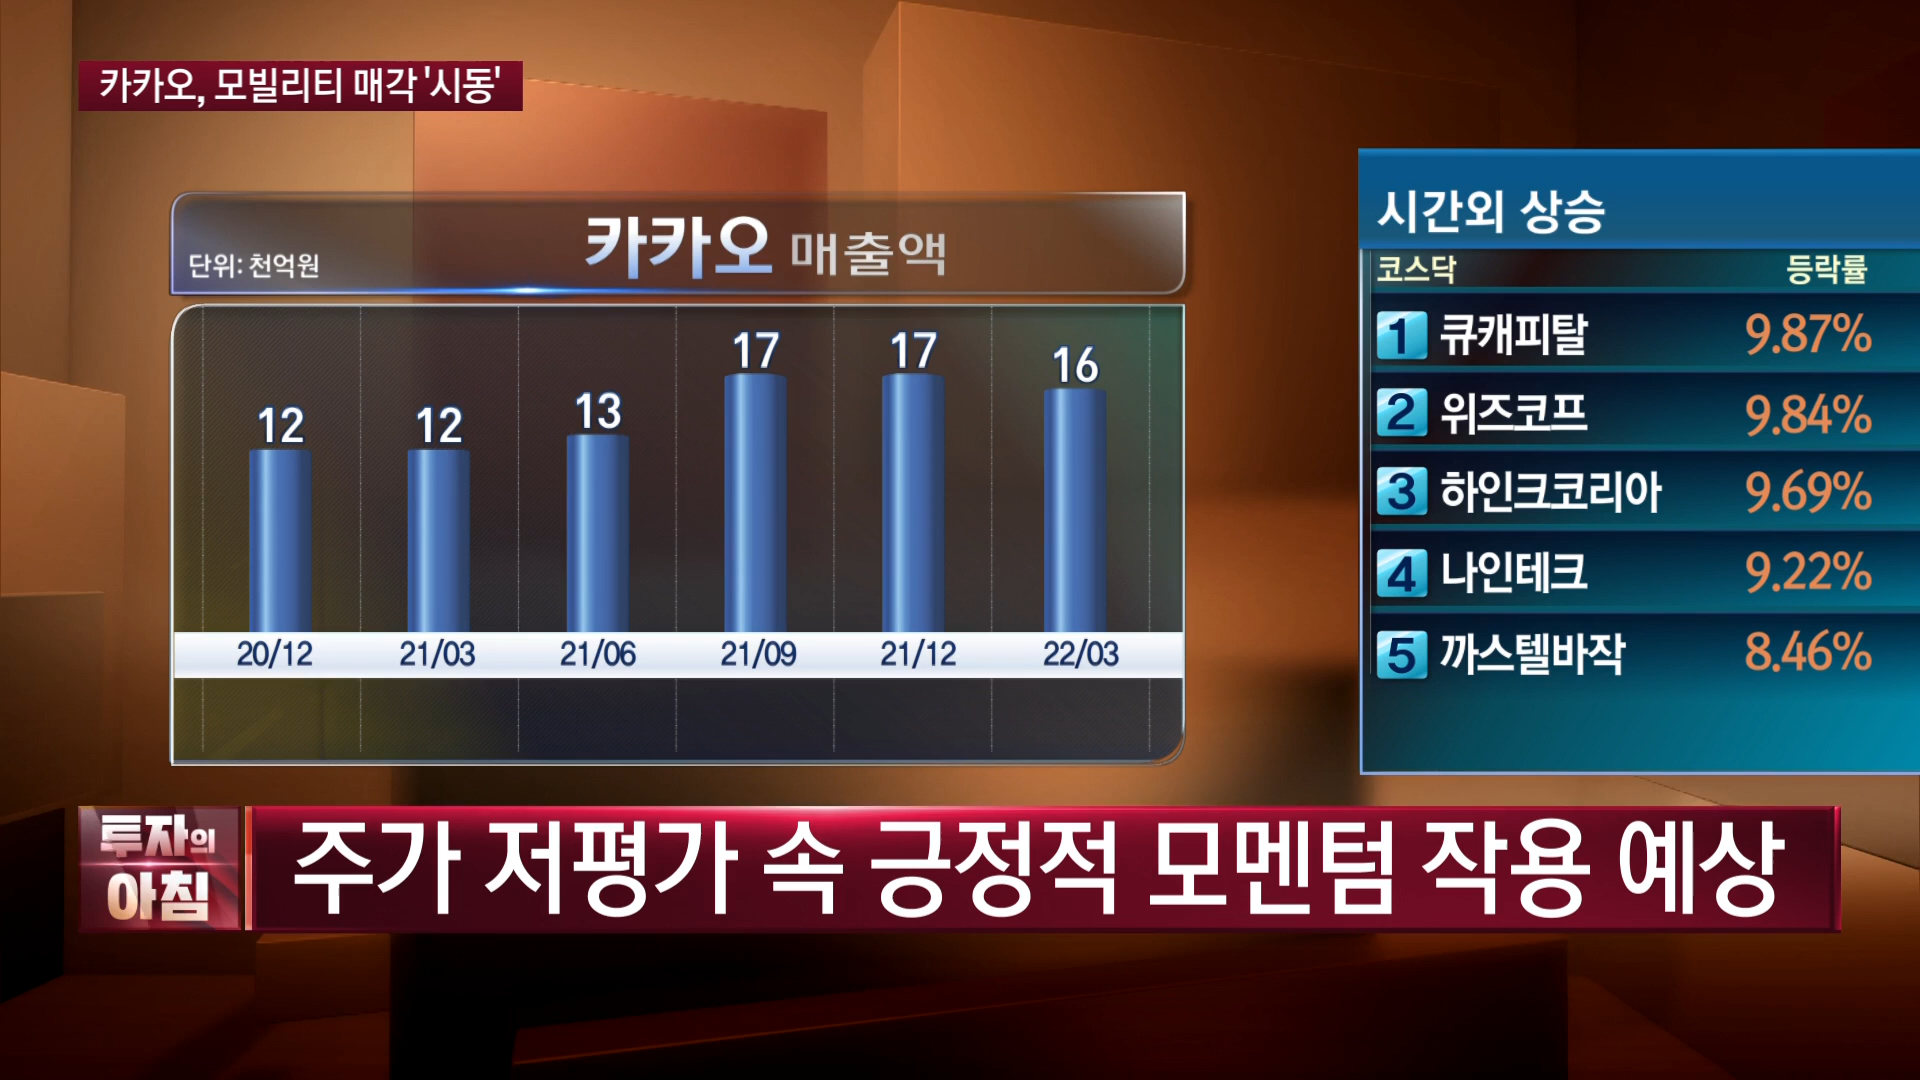 카카오, 모빌리티 매각 '시동'
카카오 매출액
단위: 천억원
12 12 13 17 17 16
20/12 21/03 21/06 21/09 21/12 22/03
시간외 상승
코스닥 등락률
1 큐캐피탈 9.87%
2 위즈코프 9.84%
3 하인크코리아 9.69%
4 나인테크 9.22%
5 까스텔바작 8.46%
투자의
아침
주가 저평가 속 긍정적 모멘텀 작용 예상